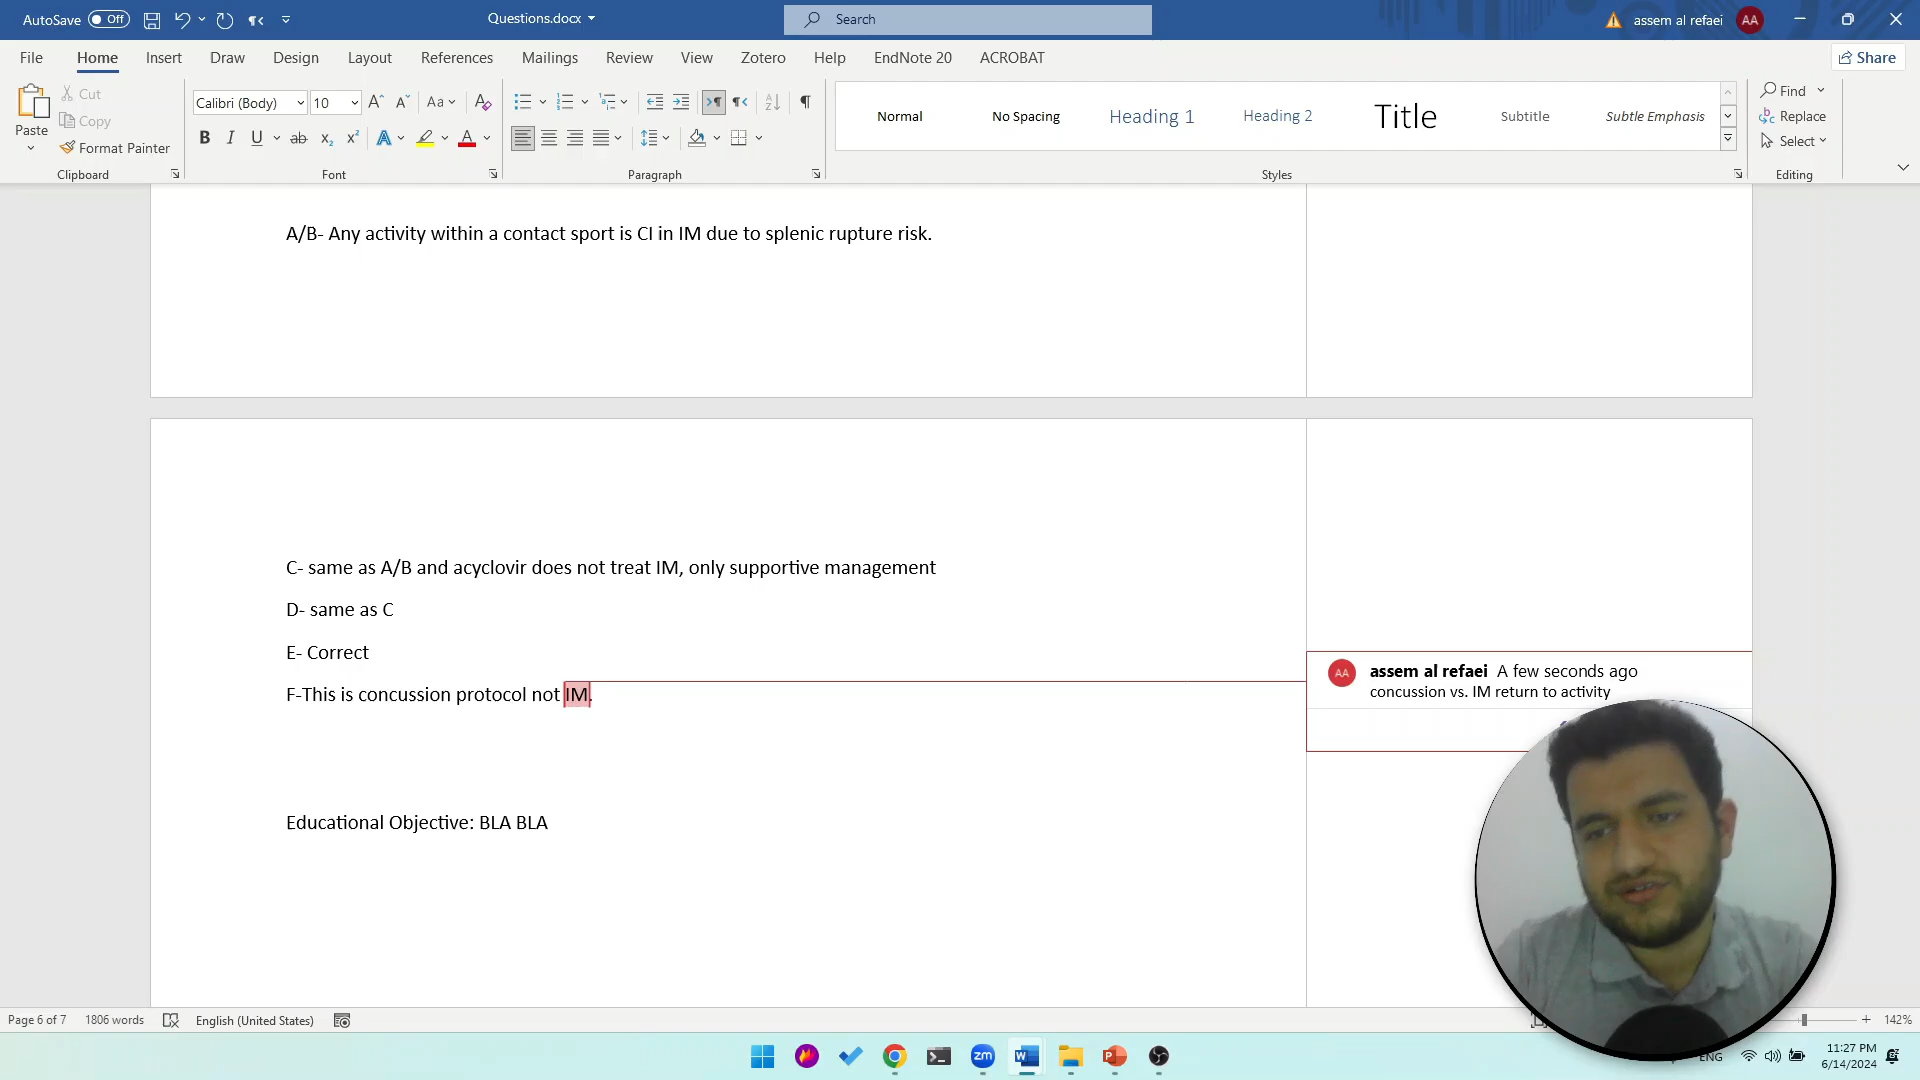 AutoSave Off
Questions.docx
Search
assem al refaei AA
File Home Insert Draw Design Layout References Mailings Review View Zotero Help EndNote 20 ACROBAT Share
Paste
Cut
Copy
Format Painter
Calibri (Body) 10
Normal
No Spacing
Heading 1
Heading 2
Title
Subtitle
Subtle Emphasis
Find
Replace
Select
Clipboard Font Paragraph Styles Editing
A/B- Any activity within a contact sport is CI in IM due to splenic rupture risk.
C- same as A/B and acyclovir does not treat IM, only supportive management
D- same as C
E- Correct
F-This is concussion protocol not IM.
AA assem al refaei A few seconds ago
concussion vs. IM return to activity
Educational Objective: BLA BLA
Page 6 of 7 1806 words English (United States) 142%
ENG
11:27 PM
6/14/2024